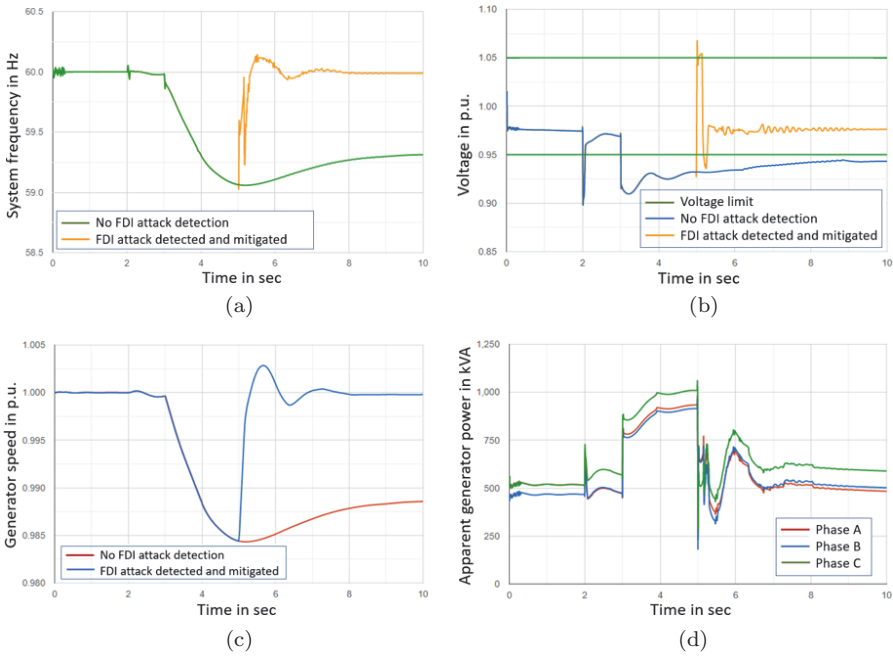 60.5
60.0
59.5
59.0
58.5
System frequency in Hz
No FDI attack detection
FDI attack detected and mitigated
0 2 4 6 8 10
Time in sec
(a)
1.10
1.05
1.00
0.95
0.90
0.85
Voltage in p.u.
Voltage limit
No FDI attack detection
FDI attack detected and mitigated
0 2 4 6 8 10
Time in sec
(b)
1.005
1.000
0.995
0.990
0.985
0.980
Generator speed in p.u.
No FDI attack detection
FDI attack detected and mitigated
0 2 4 6 8 10
Time in sec
(c)
1,250
1,000
750
500
250
0
Apparent generator power in kVA
Phase A
Phase B
Phase C
0 2 4 6 8 10
Time in sec
(d)